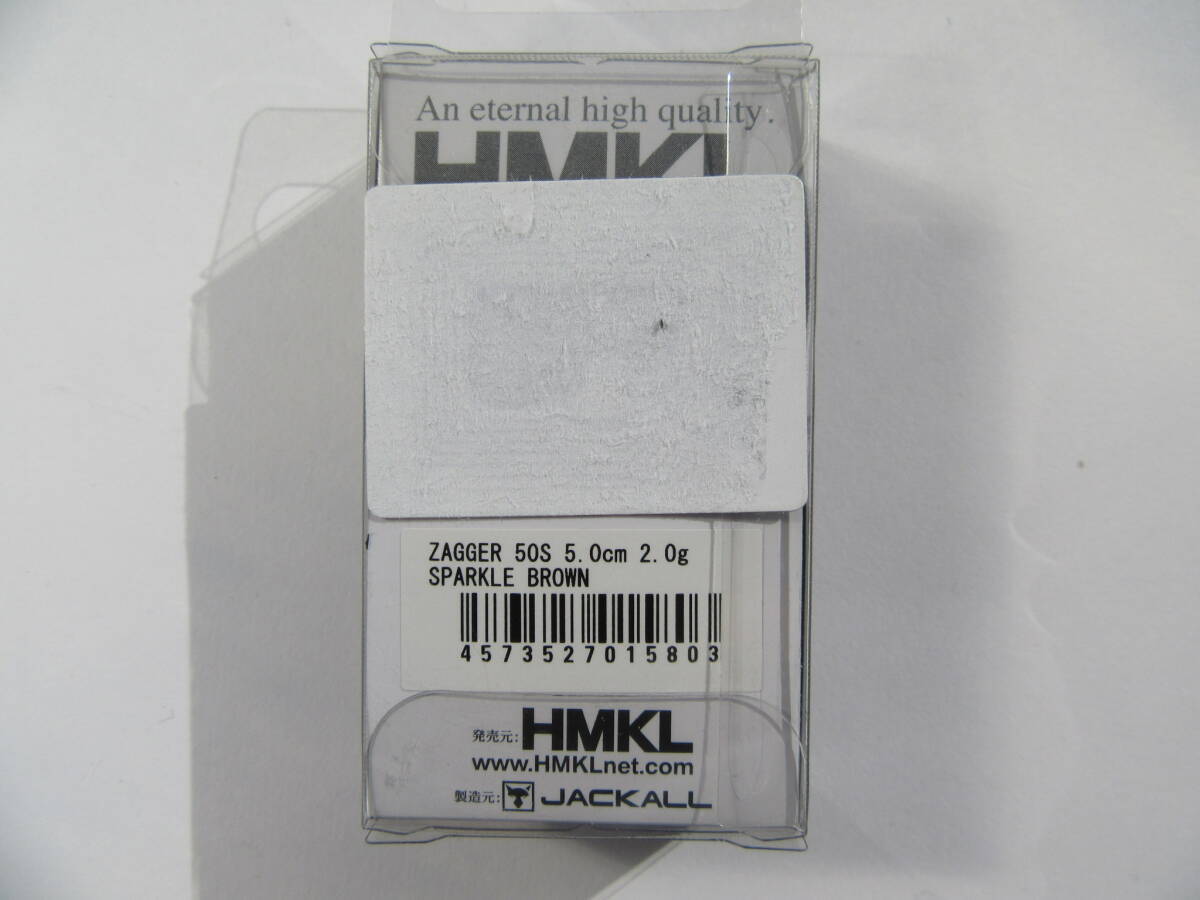 An eternal high quality.
HMKL
ZAGGER 50S 5.0cm 2.0g
SPARKLE BROWN
4573527015803
発売元: HMKL
www.HMKLnet.com
製造元: JACKALL